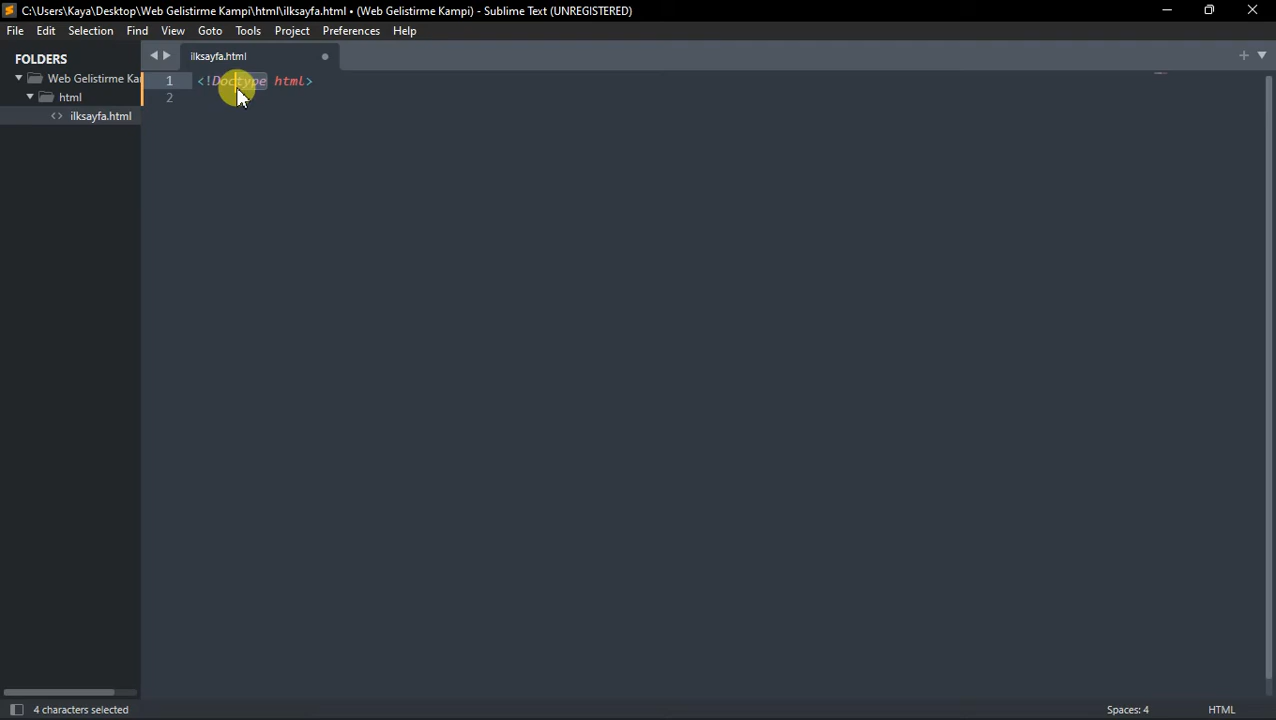 C:\Users\Kaya\Desktop\Web Gelistirme Kampi\html\ilksayfa.html • (Web Gelistirme Kampi) - Sublime Text (UNREGISTERED)
File Edit Selection Find View Goto Tools Project Preferences Help
FOLDERS
Web Gelistirme Ka
html
ilksayfa.html
ilksayfa.html
1 <!Doctype html>
2
4 characters selected
Spaces: 4
HTML